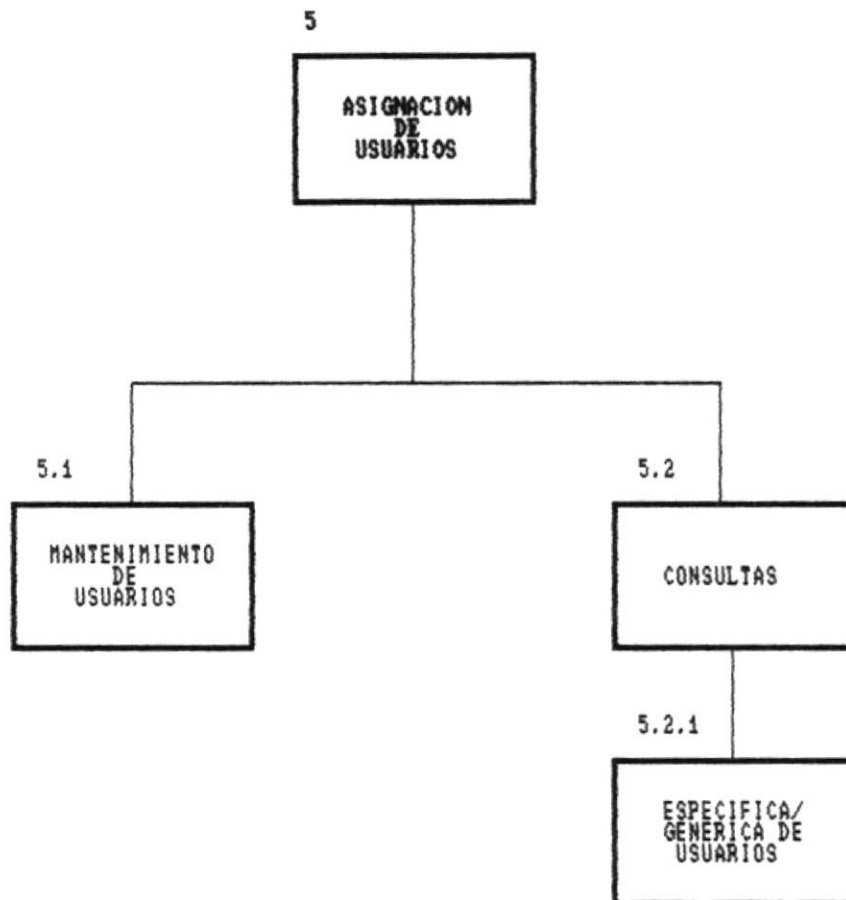 5
ASIGNACION
DE
USUARIOS
5.1
MANTENIMIENTO
DE
USUARIOS
5.2
CONSULTAS
5.2.1
ESPECIFICA/
GENERICA DE
USUARIOS